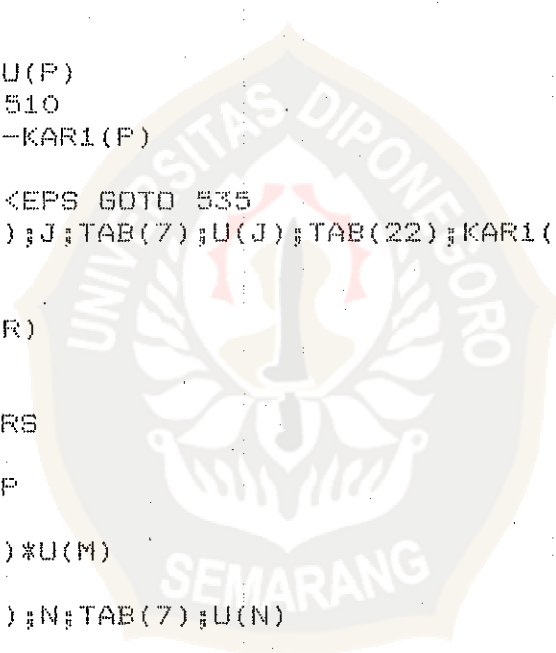 U(P)
510
-KAR1(P)
<EPS GOTO 535
);J;TAB(7);U(J);TAB(22);KAR1(
R)
RS
P
)*U(M)
);N;TAB(7);U(N)
UNIVERSITAS DIPONEGORO
SEMARANG